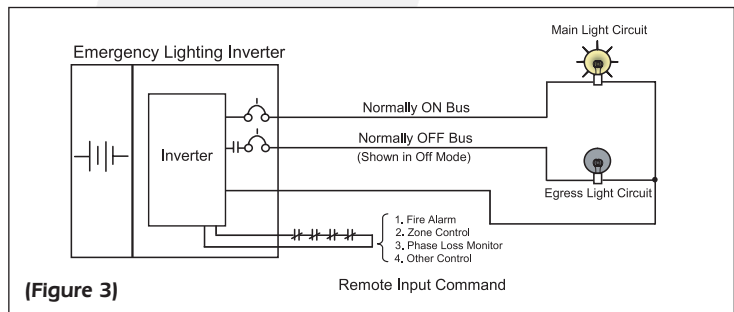 Main Light Circuit
Emergency Lighting Inverter
Normally ON Bus
Inverter
Normally OFF Bus
(Shown in Off Mode)
Egress Light Circuit
1. Fire Alarm
2. Zone Control
3. Phase Loss Monitor
4. Other Control
(Figure 3)
Remote Input Command